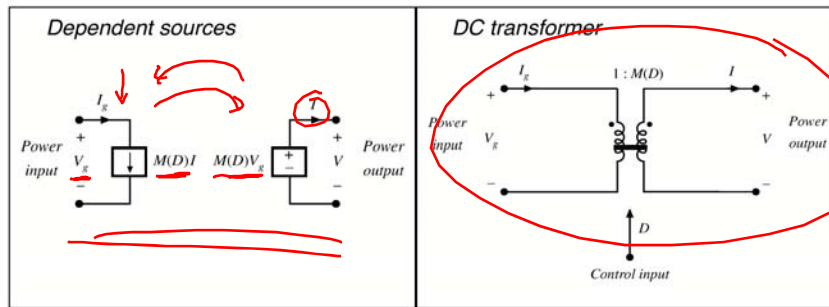 Dependent sources
I_g
I
+
+
Power
input
V_g
M(D)I
M(D)V_g
+
−
V
Power
output
−
−
DC transformer
1 : M(D)
I_g
I
+
+
Power
input
V_g
V
Power
output
−
−
D
Control input